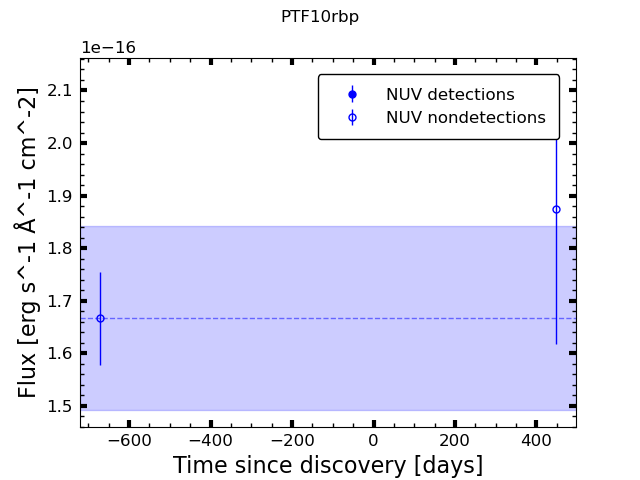 PTF10rbp
1e−16
2.1
2.0
1.9
1.8
1.7
1.6
1.5
Flux [erg s^-1 Å^-1 cm^-2]
NUV detections
NUV nondetections
−600 −400 −200 0 200 400
Time since discovery [days]